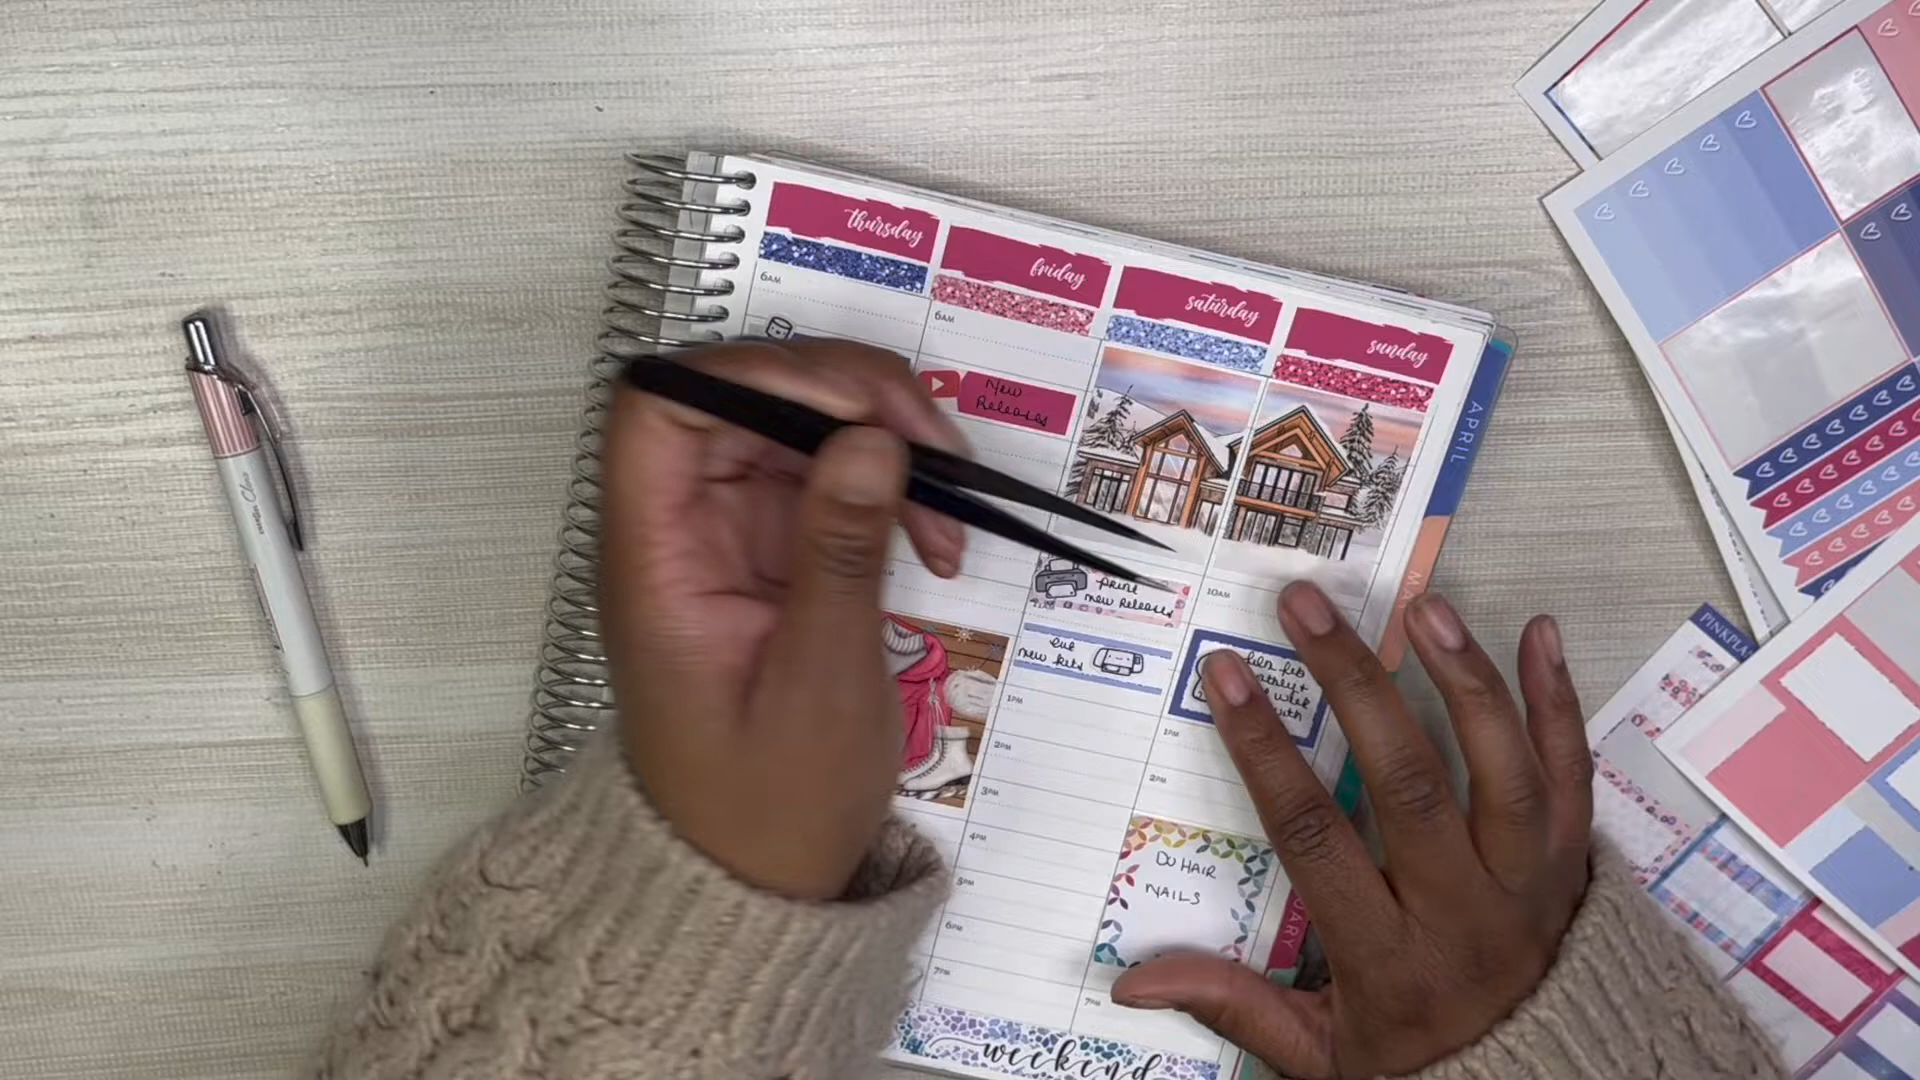 thursday
friday
saturday
sunday
6AM
6AM
New
Releases
print
new Releases
10AM
cut
new kits
1PM
1PM
2PM
2PM
3PM
4PM
5PM
6PM
7PM
7PM
DO HAIR
NAILS
weekend
APRIL
PINKPLA